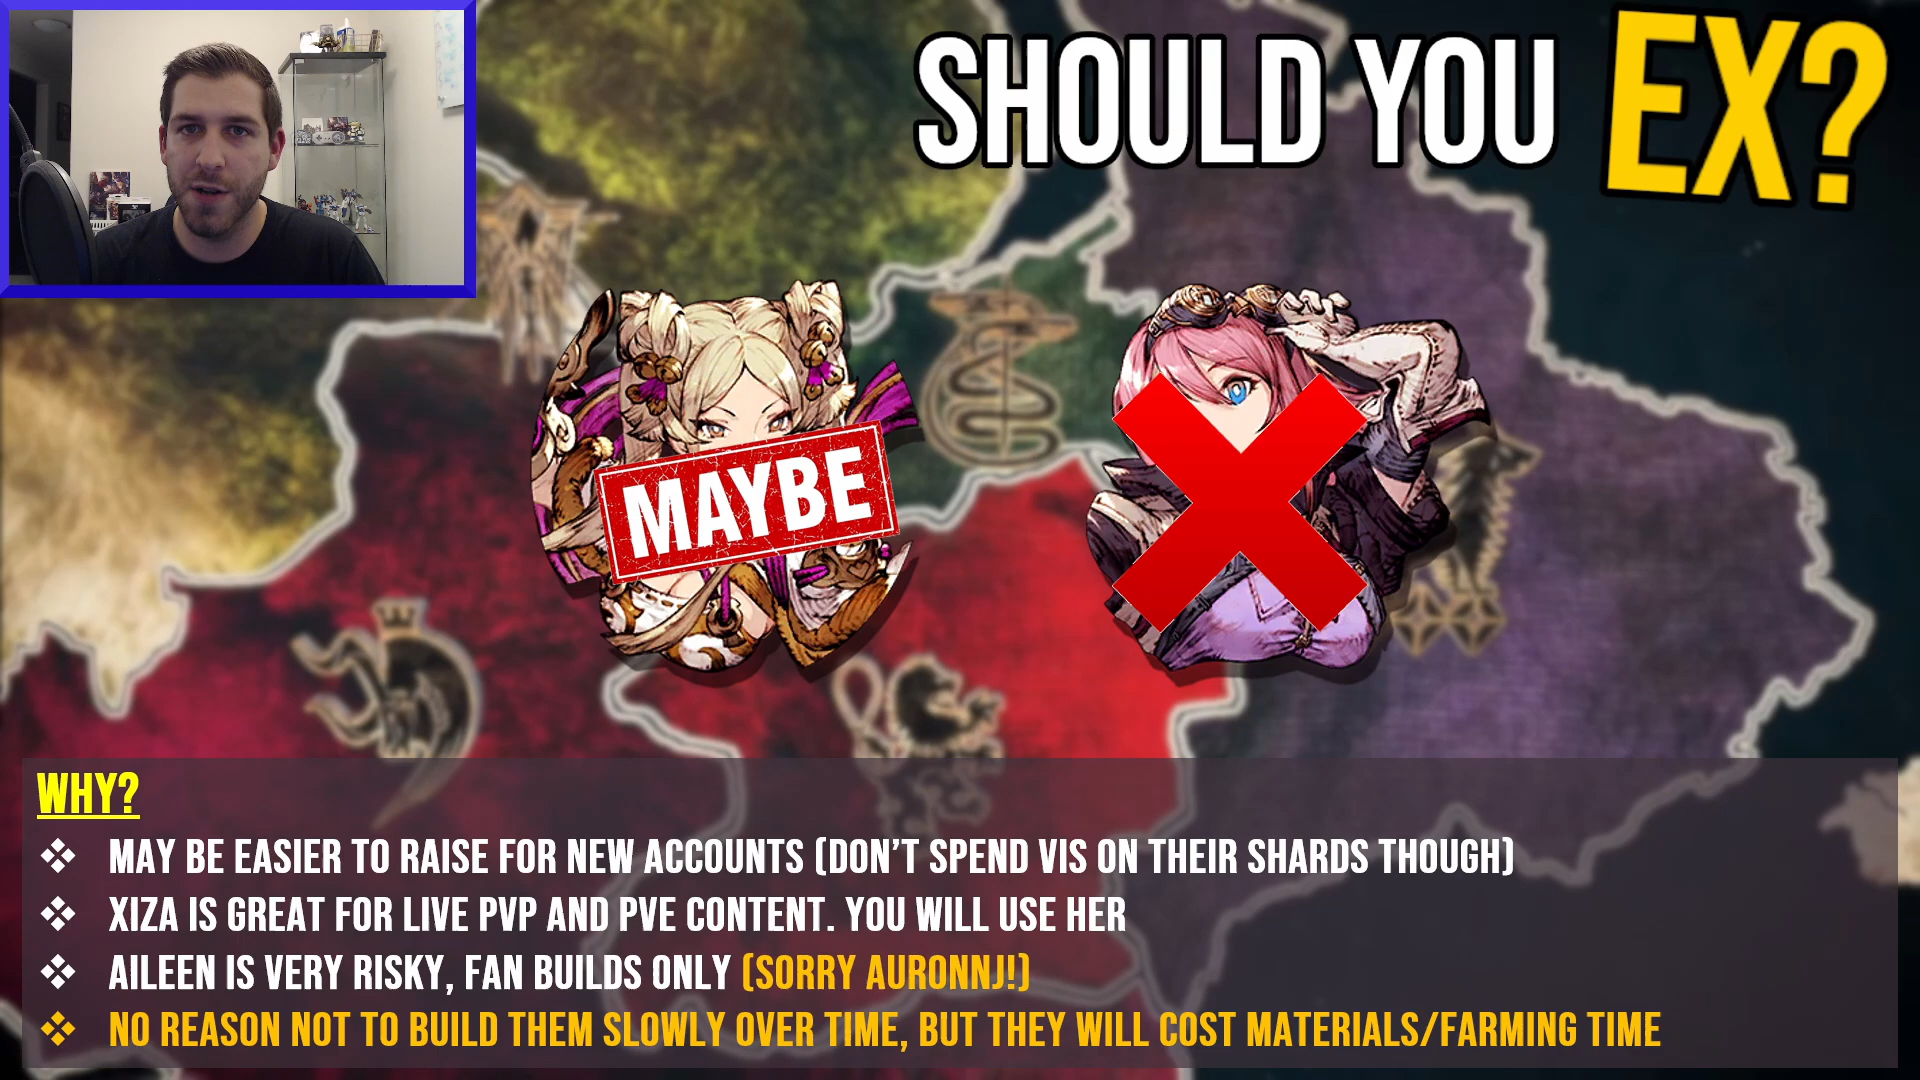 SHOULD YOU EX?
MAYBE
WHY?
MAY BE EASIER TO RAISE FOR NEW ACCOUNTS (DON'T SPEND VIS ON THEIR SHARDS THOUGH)
XIZA IS GREAT FOR LIVE PVP AND PVE CONTENT. YOU WILL USE HER
AILEEN IS VERY RISKY, FAN BUILDS ONLY (SORRY AURONNJ!)
NO REASON NOT TO BUILD THEM SLOWLY OVER TIME, BUT THEY WILL COST MATERIALS/FARMING TIME